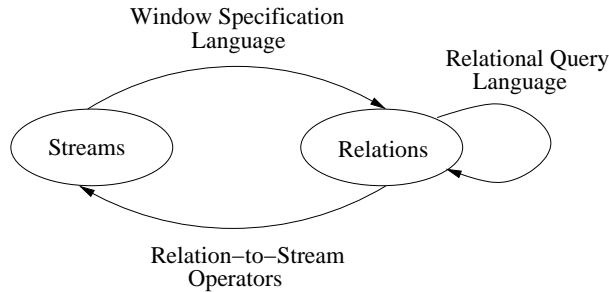 Window Specification
Language
Relational Query
Language
Streams
Relations
Relation−to−Stream
Operators